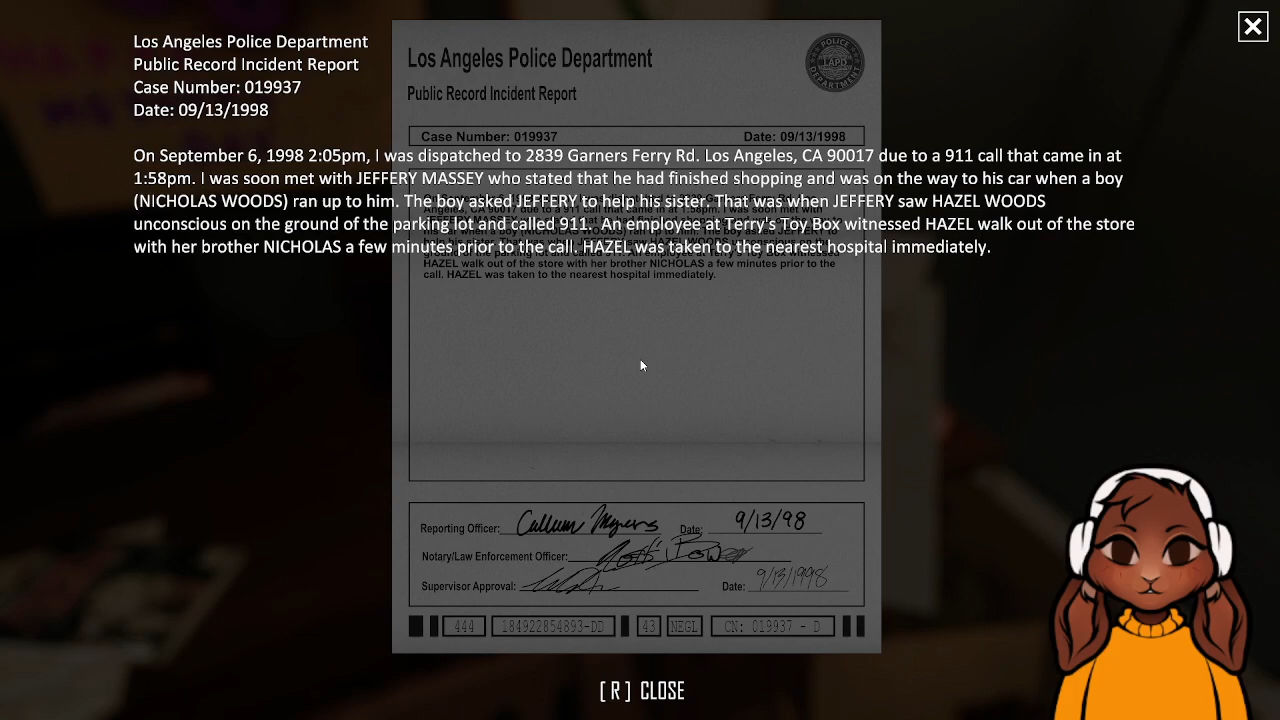 Los Angeles Police Department
Public Record Incident Report
Case Number: 019937
Date: 09/13/1998
On September 6, 1998 2:05pm, I was dispatched to 2839 Garners Ferry Rd. Los Angeles, CA 90017 due to a 911 call that came in at
1:58pm. I was soon met with JEFFERY MASSEY who stated that he had finished shopping and was on the way to his car when a boy
(NICHOLAS WOODS) ran up to him. The boy asked JEFFERY to help his sister. That was when JEFFERY saw HAZEL WOODS
unconscious on the ground of the parking lot and called 911. An employee at Terry's Toy Box witnessed HAZEL walk out of the store
with her brother NICHOLAS a few minutes prior to the call. HAZEL was taken to the nearest hospital immediately.
Los Angeles Police Department
Public Record Incident Report
POLICE
LAPD
DEPARTMENT
Case Number: 019937 Date: 09/13/1998
HAZEL walk out of the store with her brother NICHOLAS a few minutes prior to the
call. HAZEL was taken to the nearest hospital immediately.
Reporting Officer: Callum Myers Date: 9/13/98
Notary/Law Enforcement Officer:
Supervisor Approval: Date: 9/13/1998
444 184922854893-DD 43 NEGL CN: 019937 - D
[ R ] CLOSE